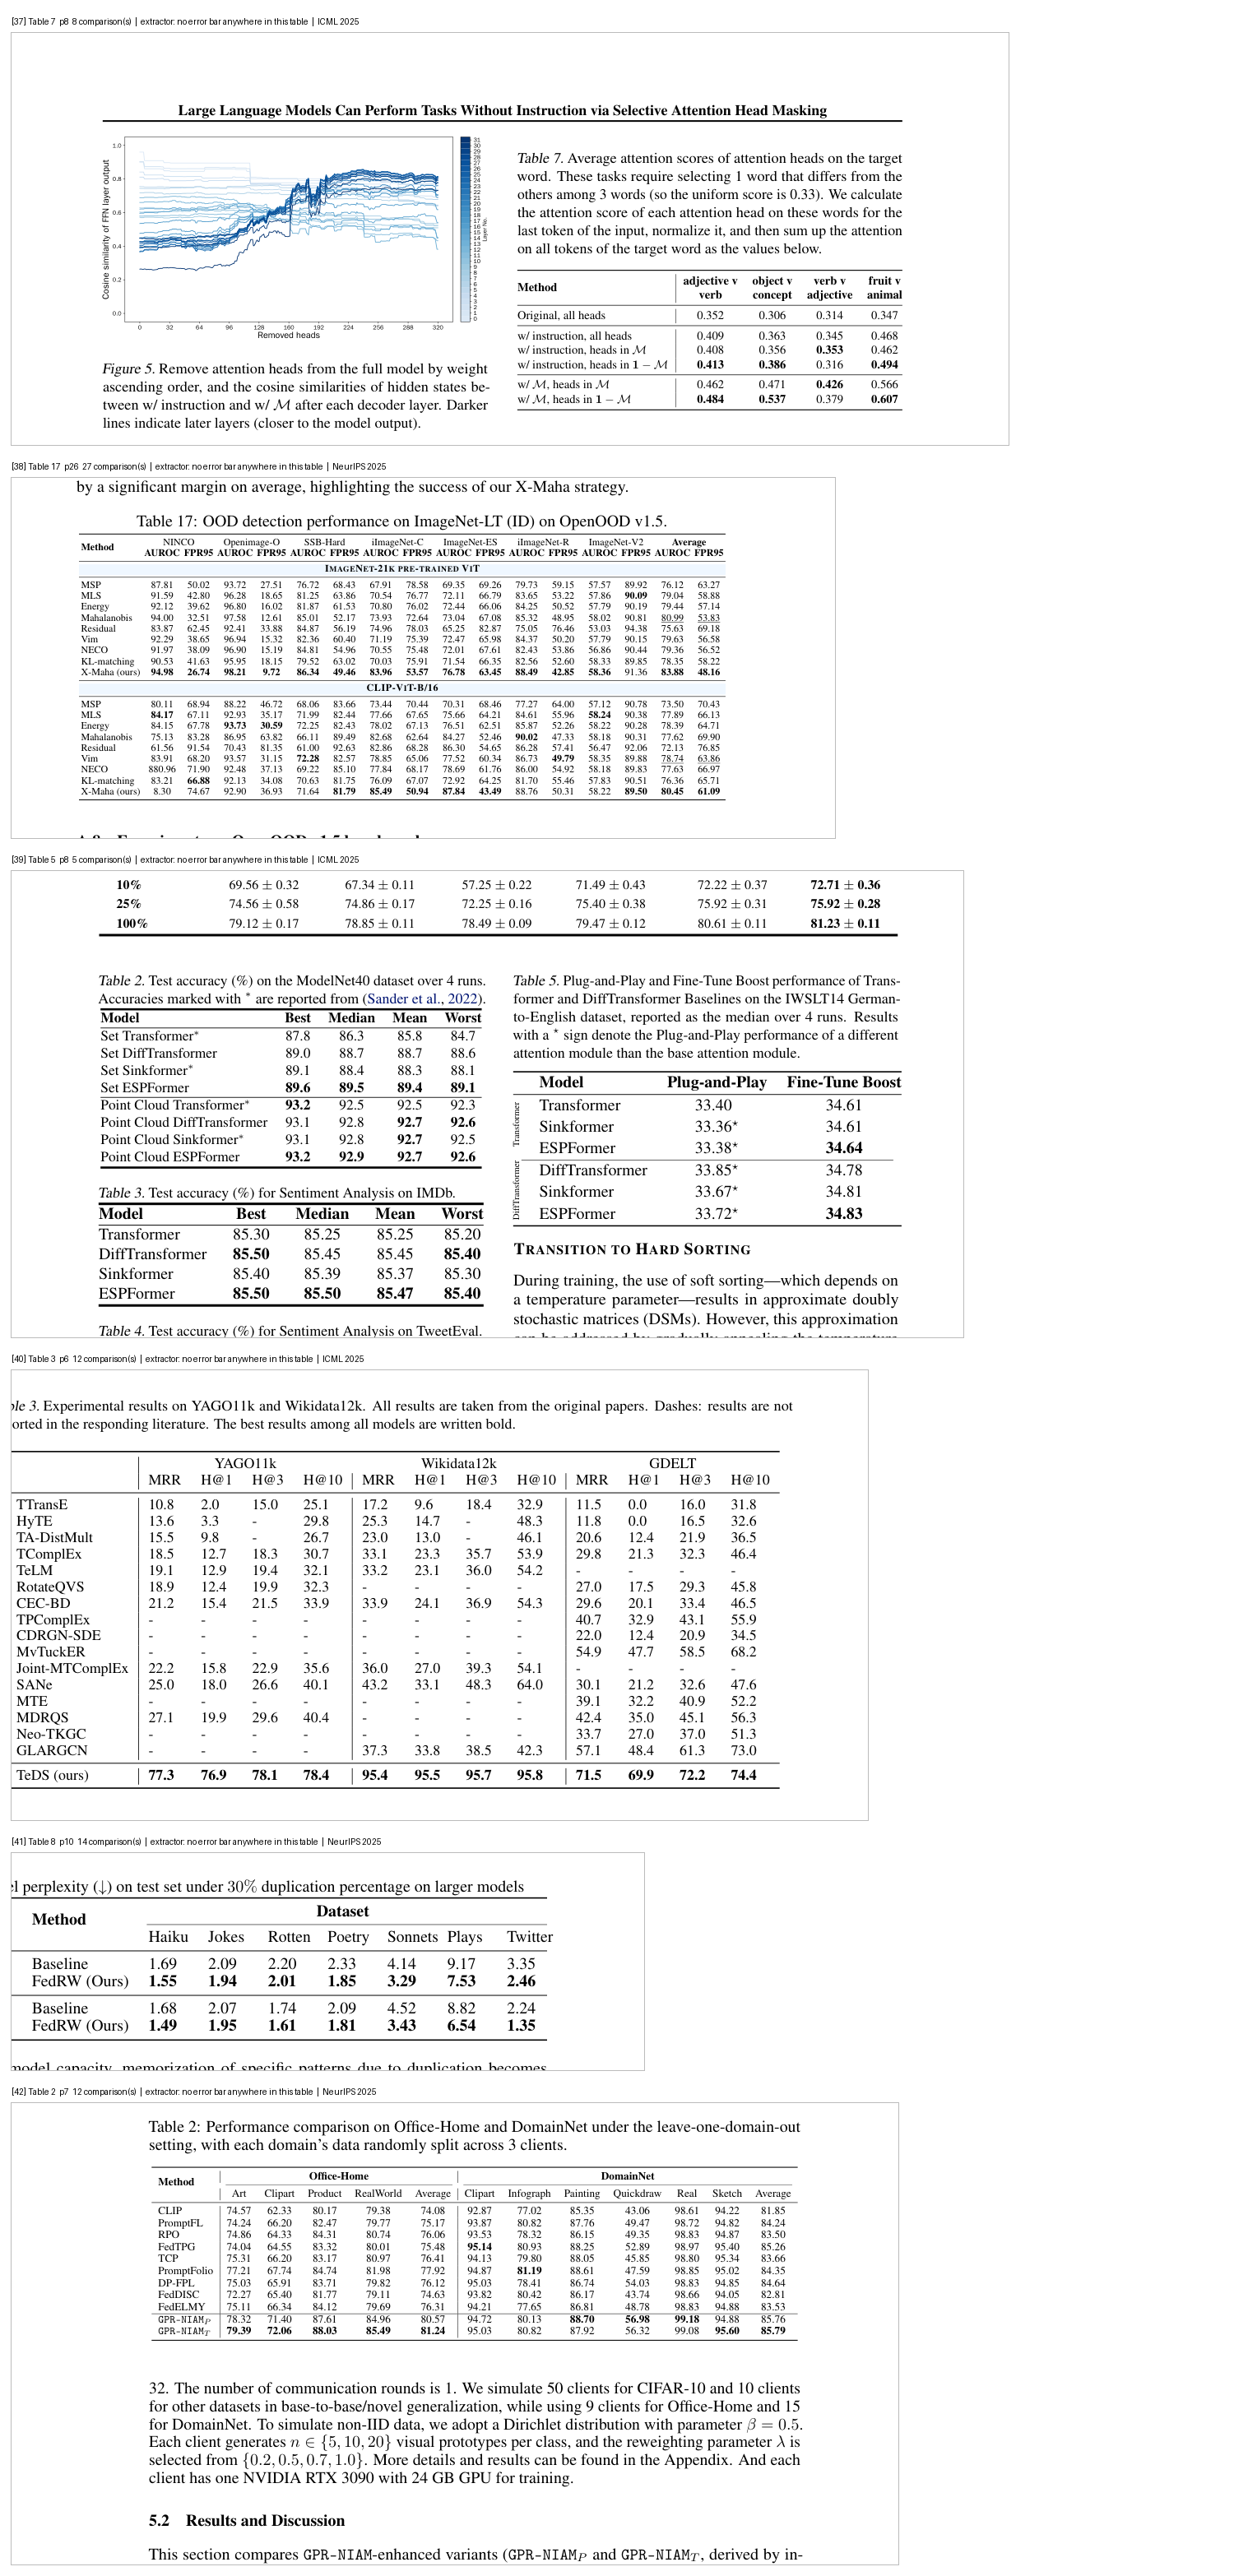 [37] Table 7 p8 8 comparison(s) | extractor: no error bar anywhere in this table | ICML 2025
Large Language Models Can Perform Tasks Without Instruction via Selective Attention Head Masking
Cosine similarity of FFN layer output
1.0
0.8
0.6
0.4
0.2
0.0
0 32 64 96 128 160 192 224 256 288 320
Removed heads
Layer No.
Figure 5. Remove attention heads from the full model by weight
ascending order, and the cosine similarities of hidden states be-
tween w/ instruction and w/ M after each decoder layer. Darker
lines indicate later layers (closer to the model output).
Table 7. Average attention scores of attention heads on the target
word. These tasks require selecting 1 word that differs from the
others among 3 words (so the uniform score is 0.33). We calculate
the attention score of each attention head on these words for the
last token of the input, normalize it, and then sum up the attention
on all tokens of the target word as the values below.
Method adjective v verb object v concept verb v adjective fruit v animal
Original, all heads 0.352 0.306 0.314 0.347
w/ instruction, all heads 0.409 0.363 0.345 0.468
w/ instruction, heads in M 0.408 0.356 0.353 0.462
w/ instruction, heads in 1 − M 0.413 0.386 0.316 0.494
w/ M, heads in M 0.462 0.471 0.426 0.566
w/ M, heads in 1 − M 0.484 0.537 0.379 0.607
[38] Table 17 p26 27 comparison(s) | extractor: no error bar anywhere in this table | NeurIPS 2025
by a significant margin on average, highlighting the success of our X-Maha strategy.
Table 17: OOD detection performance on ImageNet-LT (ID) on OpenOOD v1.5.
Method NINCO Openimage-O SSB-Hard iImageNet-C ImageNet-ES iImageNet-R ImageNet-V2 Average
AUROC FPR95 AUROC FPR95 AUROC FPR95 AUROC FPR95 AUROC FPR95 AUROC FPR95 AUROC FPR95 AUROC FPR95
IMAGENET-21K PRE-TRAINED VIT
MSP 87.81 50.02 93.72 27.51 76.72 68.43 67.91 78.58 69.35 69.26 79.73 59.15 57.57 89.92 76.12 63.27
MLS 91.59 42.80 96.28 18.65 81.25 63.86 70.54 76.77 72.11 66.79 83.65 53.22 57.86 90.09 79.04 58.88
Energy 92.12 39.62 96.80 16.02 81.87 61.53 70.80 76.02 72.44 66.06 84.25 50.52 57.79 90.19 79.44 57.14
Mahalanobis 94.00 32.51 97.58 12.61 85.01 52.17 73.93 72.64 73.04 67.08 85.32 48.95 58.02 90.81 80.99 53.83
Residual 83.87 62.45 92.41 33.88 84.87 56.19 74.96 78.03 65.25 82.87 75.05 76.46 53.03 94.38 75.63 69.18
Vim 92.29 38.65 96.94 15.32 82.36 60.40 71.19 75.39 72.47 65.98 84.37 50.20 57.79 90.15 79.63 56.58
NECO 91.97 38.09 96.90 15.19 84.81 54.96 70.55 75.48 72.01 67.61 82.43 53.86 56.86 90.44 79.36 56.52
KL-matching 90.53 41.63 95.95 18.15 79.52 63.02 70.03 75.91 71.54 66.35 82.56 52.60 58.33 89.85 78.35 58.22
X-Maha (ours) 94.98 26.74 98.21 9.72 86.34 49.46 83.96 53.57 76.78 63.45 88.49 42.85 58.36 91.36 83.88 48.16
CLIP-VIT-B/16
MSP 80.11 68.94 88.22 46.72 68.06 83.66 73.44 70.44 70.31 68.46 77.27 64.00 57.12 90.78 73.50 70.43
MLS 84.17 67.11 92.93 35.17 71.99 82.44 77.66 67.65 75.66 64.21 84.61 55.96 58.24 90.38 77.89 66.13
Energy 84.15 67.78 93.73 30.59 72.25 82.43 78.02 67.13 76.51 62.51 85.87 52.26 58.22 90.28 78.39 64.71
Mahalanobis 75.13 83.28 86.95 63.82 66.11 89.49 82.68 62.64 84.27 52.46 90.02 47.33 58.18 90.31 77.62 69.90
Residual 61.56 91.54 70.43 81.35 61.00 92.63 82.86 68.28 86.30 54.65 86.28 57.41 56.47 92.06 72.13 76.85
Vim 83.91 68.20 93.57 31.15 72.28 82.57 78.85 65.06 77.52 60.34 86.73 49.79 58.35 89.88 78.74 63.86
NECO 880.96 71.90 92.48 37.13 69.22 85.10 77.84 68.17 78.69 61.76 86.00 54.92 58.18 89.83 77.63 66.97
KL-matching 83.21 66.88 92.13 34.08 70.63 81.75 76.09 67.07 72.92 64.25 81.70 55.46 57.83 90.51 76.36 65.71
X-Maha (ours) 8.30 74.67 92.90 36.93 71.64 81.79 85.49 50.94 87.84 43.49 88.76 50.31 58.22 89.50 80.45 61.09
[39] Table 5 p8 5 comparison(s) | extractor: no error bar anywhere in this table | ICML 2025
10% 69.56 ± 0.32 67.34 ± 0.11 57.25 ± 0.22 71.49 ± 0.43 72.22 ± 0.37 72.71 ± 0.36
25% 74.56 ± 0.58 74.86 ± 0.17 72.25 ± 0.16 75.40 ± 0.38 75.92 ± 0.31 75.92 ± 0.28
100% 79.12 ± 0.17 78.85 ± 0.11 78.49 ± 0.09 79.47 ± 0.12 80.61 ± 0.11 81.23 ± 0.11
Table 2. Test accuracy (%) on the ModelNet40 dataset over 4 runs.
Accuracies marked with * are reported from (Sander et al., 2022).
Model Best Median Mean Worst
Set Transformer* 87.8 86.3 85.8 84.7
Set DiffTransformer 89.0 88.7 88.7 88.6
Set Sinkformer* 89.1 88.4 88.3 88.1
Set ESPFormer 89.6 89.5 89.4 89.1
Point Cloud Transformer* 93.2 92.5 92.5 92.3
Point Cloud DiffTransformer 93.1 92.8 92.7 92.6
Point Cloud Sinkformer* 93.1 92.8 92.7 92.5
Point Cloud ESPFormer 93.2 92.9 92.7 92.6
Table 3. Test accuracy (%) for Sentiment Analysis on IMDb.
Model Best Median Mean Worst
Transformer 85.30 85.25 85.25 85.20
DiffTransformer 85.50 85.45 85.45 85.40
Sinkformer 85.40 85.39 85.37 85.30
ESPFormer 85.50 85.50 85.47 85.40
Table 4. Test accuracy (%) for Sentiment Analysis on TweetEval.
Table 5. Plug-and-Play and Fine-Tune Boost performance of Trans-
former and DiffTransformer Baselines on the IWSLT14 German-
to-English dataset, reported as the median over 4 runs. Results
with a * sign denote the Plug-and-Play performance of a different
attention module than the base attention module.
Model Plug-and-Play Fine-Tune Boost
Transformer
Transformer 33.40 34.61
Sinkformer 33.36* 34.61
ESPFormer 33.38* 34.64
DiffTransformer
DiffTransformer 33.85* 34.78
Sinkformer 33.67* 34.81
ESPFormer 33.72* 34.83
TRANSITION TO HARD SORTING
During training, the use of soft sorting—which depends on
a temperature parameter—results in approximate doubly
stochastic matrices (DSMs). However, this approximation
[40] Table 3 p6 12 comparison(s) | extractor: no error bar anywhere in this table | ICML 2025
ble 3. Experimental results on YAGO11k and Wikidata12k. All results are taken from the original papers. Dashes: results are not
orted in the responding literature. The best results among all models are written bold.
YAGO11k Wikidata12k GDELT
MRR H@1 H@3 H@10 MRR H@1 H@3 H@10 MRR H@1 H@3 H@10
TTransE 10.8 2.0 15.0 25.1 17.2 9.6 18.4 32.9 11.5 0.0 16.0 31.8
HyTE 13.6 3.3 - 29.8 25.3 14.7 - 48.3 11.8 0.0 16.5 32.6
TA-DistMult 15.5 9.8 - 26.7 23.0 13.0 - 46.1 20.6 12.4 21.9 36.5
TComplEx 18.5 12.7 18.3 30.7 33.1 23.3 35.7 53.9 29.8 21.3 32.3 46.4
TeLM 19.1 12.9 19.4 32.1 33.2 23.1 36.0 54.2 - - - -
RotateQVS 18.9 12.4 19.9 32.3 - - - - 27.0 17.5 29.3 45.8
CEC-BD 21.2 15.4 21.5 33.9 33.9 24.1 36.9 54.3 29.6 20.1 33.4 46.5
TPComplEx - - - - - - - - 40.7 32.9 43.1 55.9
CDRGN-SDE - - - - - - - - 22.0 12.4 20.9 34.5
MvTuckER - - - - - - - - 54.9 47.7 58.5 68.2
Joint-MTComplEx 22.2 15.8 22.9 35.6 36.0 27.0 39.3 54.1 - - - -
SANe 25.0 18.0 26.6 40.1 43.2 33.1 48.3 64.0 30.1 21.2 32.6 47.6
MTE - - - - - - - - 39.1 32.2 40.9 52.2
MDRQS 27.1 19.9 29.6 40.4 - - - - 42.4 35.0 45.1 56.3
Neo-TKGC - - - - - - - - 33.7 27.0 37.0 51.3
GLARGCN - - - - 37.3 33.8 38.5 42.3 57.1 48.4 61.3 73.0
TeDS (ours) 77.3 76.9 78.1 78.4 95.4 95.5 95.7 95.8 71.5 69.9 72.2 74.4
[41] Table 8 p10 14 comparison(s) | extractor: no error bar anywhere in this table | NeurIPS 2025
el perplexity (↓) on test set under 30% duplication percentage on larger models
Method Dataset
Haiku Jokes Rotten Poetry Sonnets Plays Twitter
Baseline 1.69 2.09 2.20 2.33 4.14 9.17 3.35
FedRW (Ours) 1.55 1.94 2.01 1.85 3.29 7.53 2.46
Baseline 1.68 2.07 1.74 2.09 4.52 8.82 2.24
FedRW (Ours) 1.49 1.95 1.61 1.81 3.43 6.54 1.35
model capacity, memorization of specific patterns due to duplication becomes
[42] Table 2 p7 12 comparison(s) | extractor: no error bar anywhere in this table | NeurIPS 2025
Table 2: Performance comparison on Office-Home and DomainNet under the leave-one-domain-out
setting, with each domain's data randomly split across 3 clients.
Method Office-Home DomainNet
Art Clipart Product RealWorld Average Clipart Infograph Painting Quickdraw Real Sketch Average
CLIP 74.57 62.33 80.17 79.38 74.08 92.87 77.02 85.35 43.06 98.61 94.22 81.85
PromptFL 74.24 66.20 82.47 79.77 75.17 93.87 80.82 87.76 49.47 98.72 94.82 84.24
RPO 74.86 64.33 84.31 80.74 76.06 93.53 78.32 86.15 49.35 98.83 94.87 83.50
FedTPG 74.04 64.55 83.32 80.01 75.48 95.14 80.93 88.25 52.89 98.97 95.40 85.26
TCP 75.31 66.20 83.17 80.97 76.41 94.13 79.80 88.05 45.85 98.80 95.34 83.66
PromptFolio 77.21 67.74 84.74 81.98 77.92 94.87 81.19 88.61 47.59 98.85 95.02 84.35
DP-FPL 75.03 65.91 83.71 79.82 76.12 95.03 78.41 86.74 54.03 98.83 94.85 84.64
FedDISC 72.27 65.40 81.77 79.11 74.63 93.82 80.42 86.17 43.74 98.66 94.05 82.81
FedELMY 75.11 66.34 84.12 79.69 76.31 94.21 77.65 86.81 48.78 98.83 94.88 83.53
GPR-NIAM_P 78.32 71.40 87.61 84.96 80.57 94.72 80.13 88.70 56.98 99.18 94.88 85.76
GPR-NIAM_T 79.39 72.06 88.03 85.49 81.24 95.03 80.82 87.92 56.32 99.08 95.60 85.79
32. The number of communication rounds is 1. We simulate 50 clients for CIFAR-10 and 10 clients
for other datasets in base-to-base/novel generalization, while using 9 clients for Office-Home and 15
for DomainNet. To simulate non-IID data, we adopt a Dirichlet distribution with parameter β = 0.5.
Each client generates n ∈ {5, 10, 20} visual prototypes per class, and the reweighting parameter λ is
selected from {0.2, 0.5, 0.7, 1.0}. More details and results can be found in the Appendix. And each
client has one NVIDIA RTX 3090 with 24 GB GPU for training.
5.2 Results and Discussion
This section compares GPR-NIAM-enhanced variants (GPR-NIAM_P and GPR-NIAM_T, derived by in-